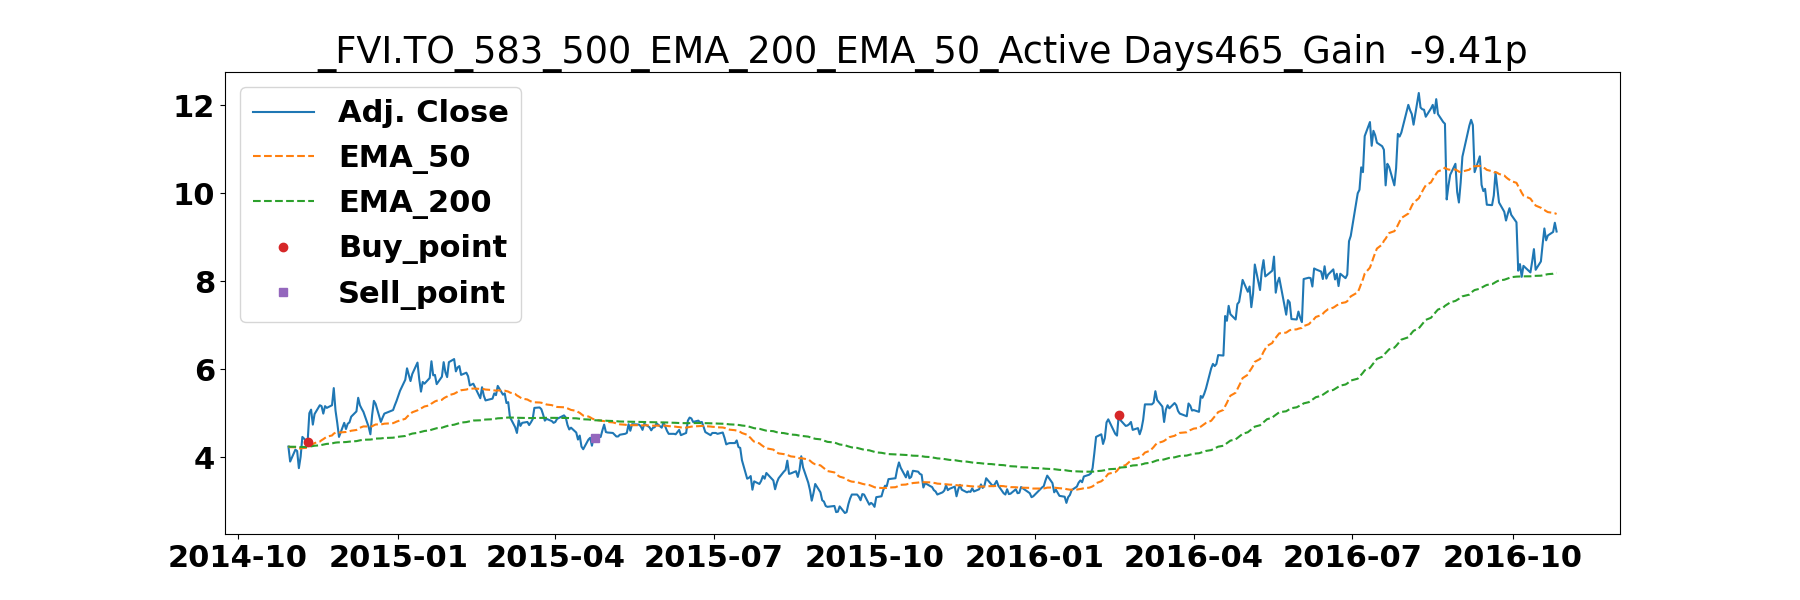 _FVI.TO_583_500_EMA_200_EMA_50_Active Days465_Gain  -9.41p
12
10
8
6
4
Adj. Close
EMA_50
EMA_200
Buy_point
Sell_point
2014-10 2015-01 2015-04 2015-07 2015-10 2016-01 2016-04 2016-07 2016-10